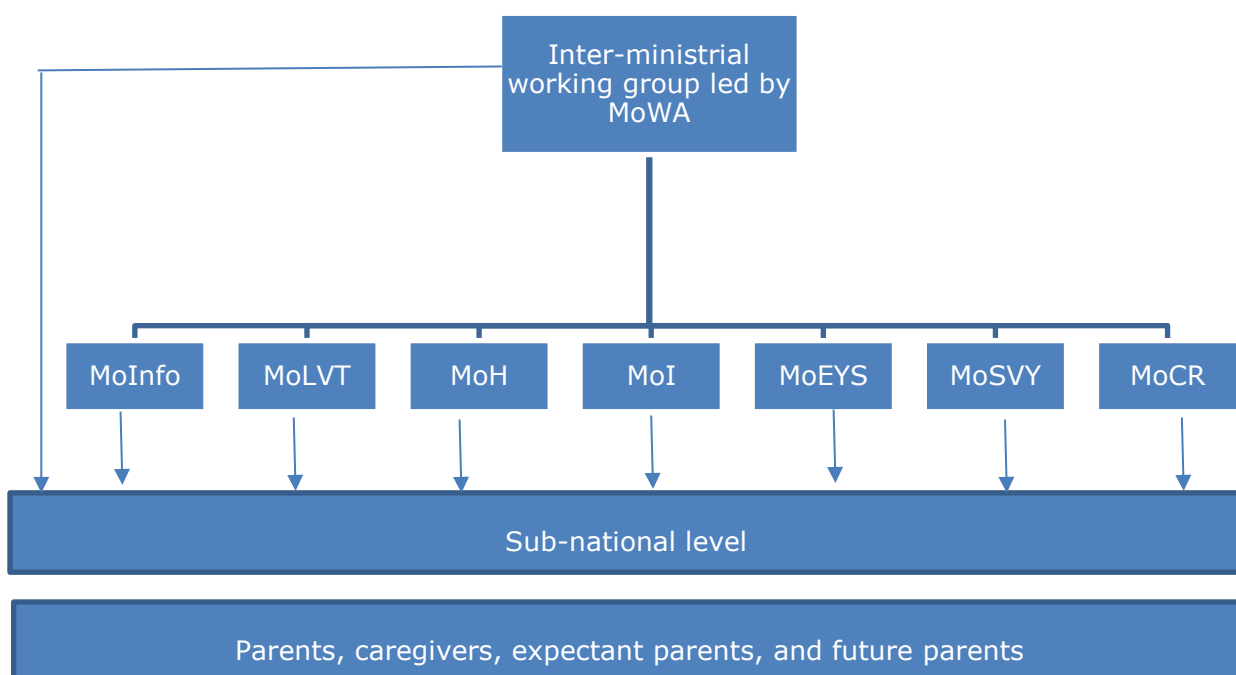 Inter-ministrial
working group led by
MoWA
MoInfo
MoLVT
MoH
MoI
MoEYS
MoSVY
MoCR
Sub-national level
Parents, caregivers, expectant parents, and future parents